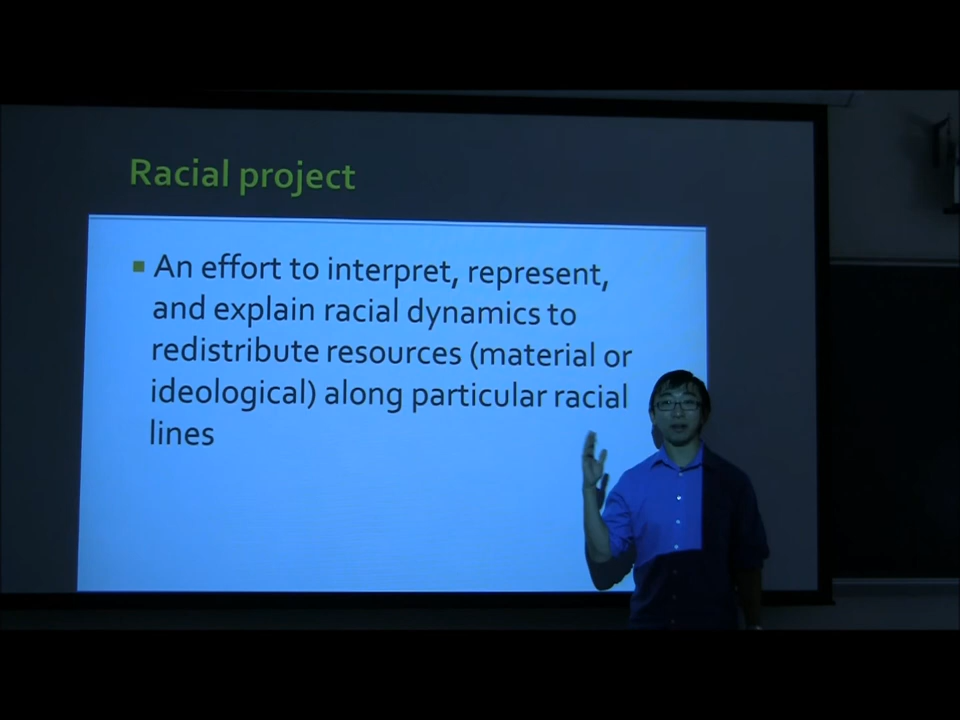 Racial project
An effort to interpret, represent,
and explain racial dynamics to
redistribute resources (material or
ideological) along particular racial
lines